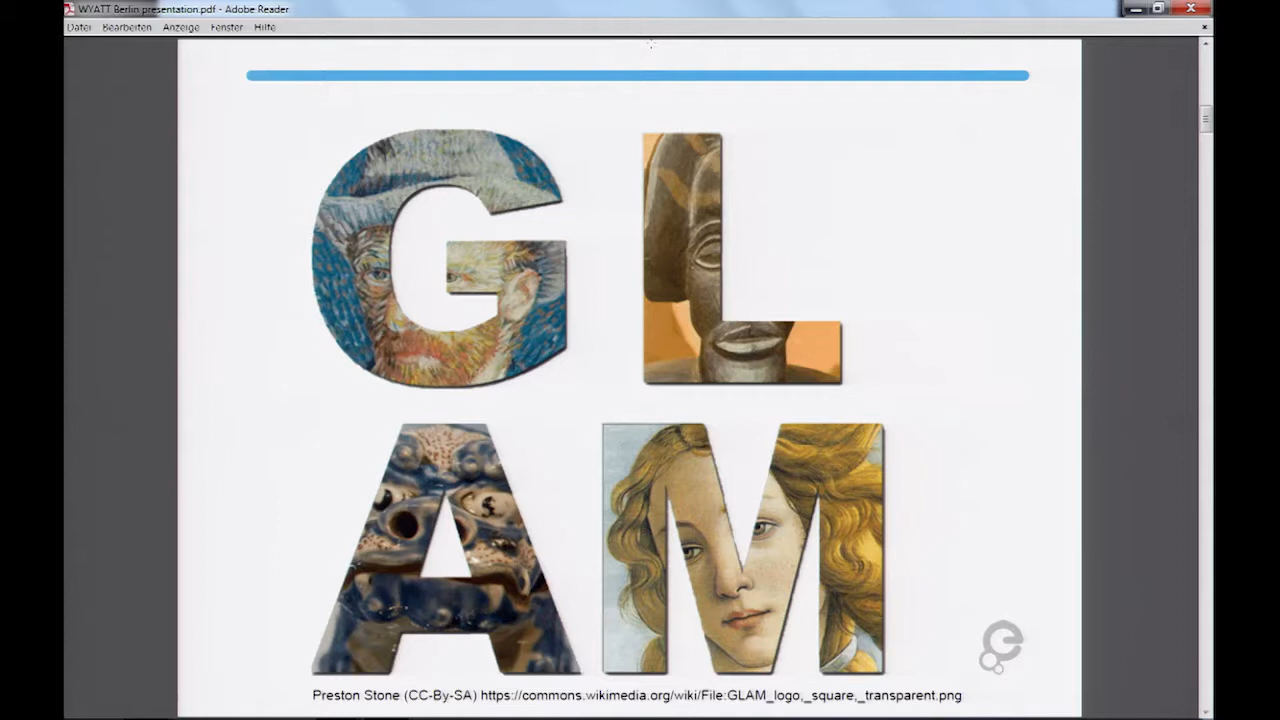 WYATT Berlin presentation.pdf - Adobe Reader
Datei Bearbeiten Anzeige Fenster Hilfe
GL
AM
Preston Stone (CC-By-SA) https://commons.wikimedia.org/wiki/File:GLAM_logo,_square,_transparent.png